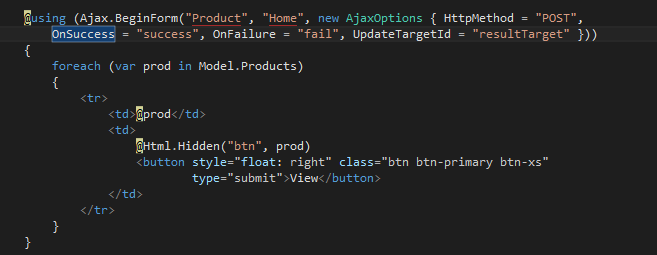 @using (Ajax.BeginForm("Product", "Home", new AjaxOptions { HttpMethod = "POST",
    OnSuccess = "success", OnFailure = "fail", UpdateTargetId = "resultTarget" }))
{
    foreach (var prod in Model.Products)
    {
        <tr>
            <td>@prod</td>
            <td>
                @Html.Hidden("btn", prod)
                <button style="float: right" class="btn btn-primary btn-xs"
                        type="submit">View</button>
            </td>
        </tr>
    }
}